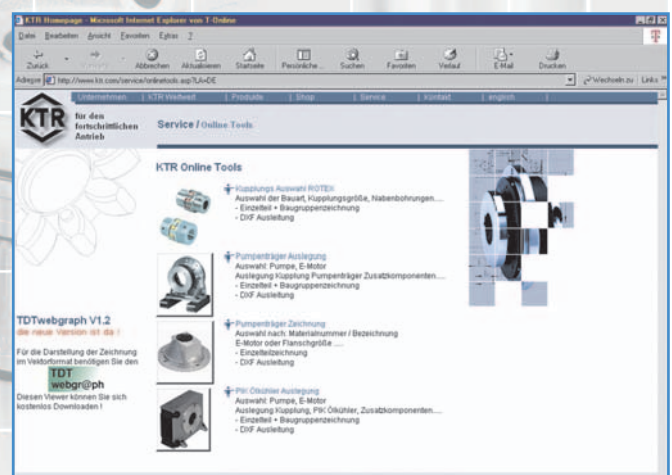 KTR Homepage - Microsoft Internet Explorer von T-Online
Datei Bearbeiten Ansicht Favoriten Extras ?
Zurück Abbrechen Aktualisieren Startseite Persönliche... Suchen Favoriten Verlauf E-Mail Drucken
Adresse http://www.ktr.com/service/onlinetools.asp?LA=DE Wechseln zu Links
Unternehmen | KTR Weltweit | Produkte | Shop | Service | Kontakt | english |
KTR
für den
fortschrittlichen
Antrieb
Service / Online Tools
KTR Online Tools
Kupplungs Auswahl ROTEX
Auswahl der Bauart, Kupplungsgröße, Nabenbohrungen....
- Einzelteil + Baugruppenzeichnung
- DXF Ausleitung
Pumpenträger Auslegung
Auswahl: Pumpe, E-Motor
Auslegung Kupplung Pumpenträger Zusatzkomponenten....
- Einzelteil + Baugruppenzeichnung
- DXF Ausleitung
Pumpenträger Zeichnung
Auswahl nach: Materialnummer / Bezeichnung
E-Motor oder Flanschgröße ....
- Einzelteilzeichnung
- DXF Ausleitung
PIK Ölkühler Auslegung
Auswahl: Pumpe, E-Motor
Auslegung Kupplung, PIK Ölkühler, Zusatzkomponenten....
- Einzelteil + Baugruppenzeichnung
- DXF Ausleitung
TDTwebgraph V1.2
die neue Version ist da !
Für die Darstellung der Zeichnung
im Vektorformat benötigen Sie den
TDT
webgr@ph
Diesen Viewer können Sie sich
kostenlos Downloaden !